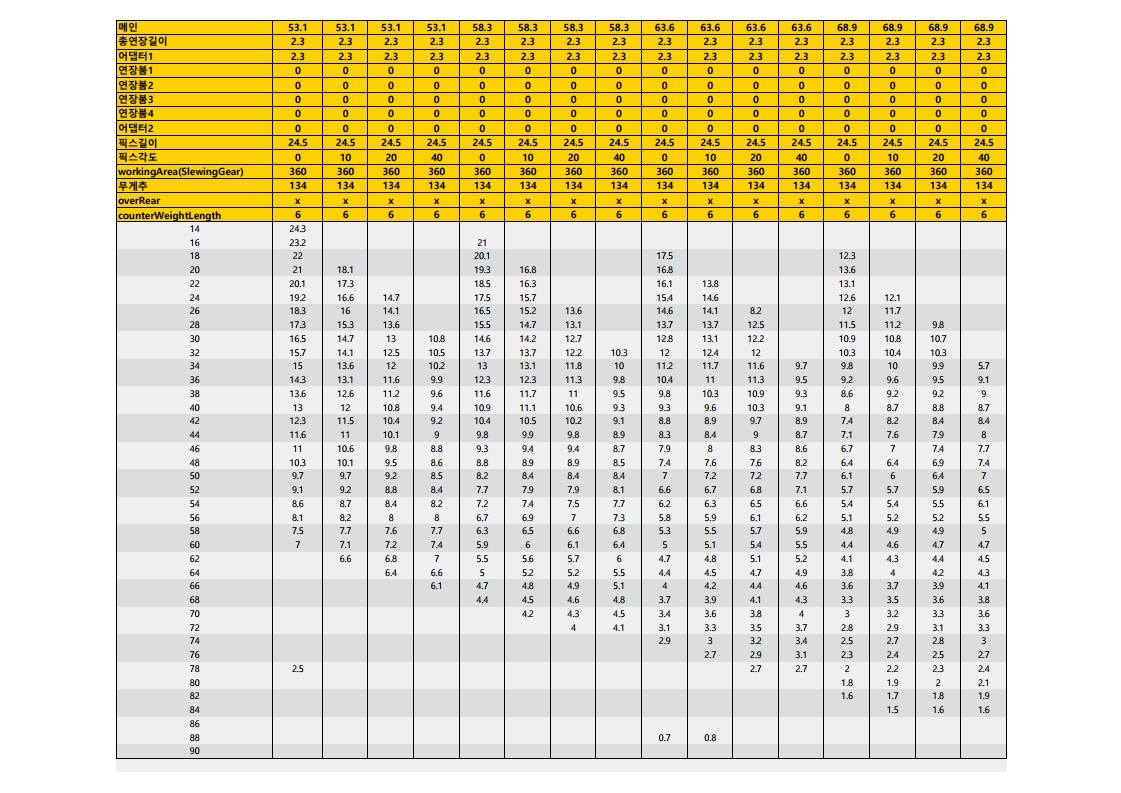 메인 53.1 53.1 53.1 53.1 58.3 58.3 58.3 58.3 63.6 63.6 63.6 63.6 68.9 68.9 68.9 68.9
총연장길이 2.3 2.3 2.3 2.3 2.3 2.3 2.3 2.3 2.3 2.3 2.3 2.3 2.3 2.3 2.3 2.3
어댑터1 2.3 2.3 2.3 2.3 2.3 2.3 2.3 2.3 2.3 2.3 2.3 2.3 2.3 2.3 2.3 2.3
연장붐1 0 0 0 0 0 0 0 0 0 0 0 0 0 0 0 0
연장붐2 0 0 0 0 0 0 0 0 0 0 0 0 0 0 0 0
연장붐3 0 0 0 0 0 0 0 0 0 0 0 0 0 0 0 0
연장붐4 0 0 0 0 0 0 0 0 0 0 0 0 0 0 0 0
어댑터2 0 0 0 0 0 0 0 0 0 0 0 0 0 0 0 0
픽스길이 24.5 24.5 24.5 24.5 24.5 24.5 24.5 24.5 24.5 24.5 24.5 24.5 24.5 24.5 24.5 24.5
픽스각도 0 10 20 40 0 10 20 40 0 10 20 40 0 10 20 40
workingArea(SlewingGear) 360 360 360 360 360 360 360 360 360 360 360 360 360 360 360 360
무게추 134 134 134 134 134 134 134 134 134 134 134 134 134 134 134 134
overRear x x x x x x x x x x x x x x x x
counterWeightLength 6 6 6 6 6 6 6 6 6 6 6 6 6 6 6 6
14 24.3
16 23.2 21
18 22 20.1 17.5 12.3
20 21 18.1 19.3 16.8 16.8 13.6
22 20.1 17.3 18.5 16.3 16.1 13.8 13.1
24 19.2 16.6 14.7 17.5 15.7 15.4 14.6 12.6 12.1
26 18.3 16 14.1 16.5 15.2 13.6 14.6 14.1 8.2 12 11.7
28 17.3 15.3 13.6 15.5 14.7 13.1 13.7 13.7 12.5 11.5 11.2 9.8
30 16.5 14.7 13 10.8 14.6 14.2 12.7 12.8 13.1 12.2 10.9 10.8 10.7
32 15.7 14.1 12.5 10.5 13.7 13.7 12.2 10.3 12 12.4 12 10.3 10.4 10.3
34 15 13.6 12 10.2 13 13.1 11.8 10 11.2 11.7 11.6 9.7 9.8 10 9.9 5.7
36 14.3 13.1 11.6 9.9 12.3 12.3 11.3 9.8 10.4 11 11.3 9.5 9.2 9.6 9.5 9.1
38 13.6 12.6 11.2 9.6 11.6 11.7 11 9.5 9.8 10.3 10.9 9.3 8.6 9.2 9.2 9
40 13 12 10.8 9.4 10.9 11.1 10.6 9.3 9.3 9.6 10.3 9.1 8 8.7 8.8 8.7
42 12.3 11.5 10.4 9.2 10.4 10.5 10.2 9.1 8.8 8.9 9.7 8.9 7.4 8.2 8.4 8.4
44 11.6 11 10.1 9 9.8 9.9 9.8 8.9 8.3 8.4 9 8.7 7.1 7.6 7.9 8
46 11 10.6 9.8 8.8 9.3 9.4 9.4 8.7 7.9 8 8.3 8.6 6.7 7 7.4 7.7
48 10.3 10.1 9.5 8.6 8.8 8.9 8.9 8.5 7.4 7.6 7.6 8.2 6.4 6.4 6.9 7.4
50 9.7 9.7 9.2 8.5 8.2 8.4 8.4 8.4 7 7.2 7.2 7.7 6.1 6 6.4 7
52 9.1 9.2 8.8 8.4 7.7 7.9 7.9 8.1 6.6 6.7 6.8 7.1 5.7 5.7 5.9 6.5
54 8.6 8.7 8.4 8.2 7.2 7.4 7.5 7.7 6.2 6.3 6.5 6.6 5.4 5.4 5.5 6.1
56 8.1 8.2 8 8 6.7 6.9 7 7.3 5.8 5.9 6.1 6.2 5.1 5.2 5.2 5.5
58 7.5 7.7 7.6 7.7 6.3 6.5 6.6 6.8 5.3 5.5 5.7 5.9 4.8 4.9 4.9 5
60 7 7.1 7.2 7.4 5.9 6 6.1 6.4 5 5.1 5.4 5.5 4.4 4.6 4.7 4.7
62 6.6 6.8 7 5.5 5.6 5.7 6 4.7 4.8 5.1 5.2 4.1 4.3 4.4 4.5
64 6.4 6.6 5 5.2 5.2 5.5 4.4 4.5 4.7 4.9 3.8 4 4.2 4.3
66 6.1 4.7 4.8 4.9 5.1 4 4.2 4.4 4.6 3.6 3.7 3.9 4.1
68 4.4 4.5 4.6 4.8 3.7 3.9 4.1 4.3 3.3 3.5 3.6 3.8
70 4.2 4.3 4.5 3.4 3.6 3.8 4 3 3.2 3.3 3.6
72 4 4.1 3.1 3.3 3.5 3.7 2.8 2.9 3.1 3.3
74 2.9 3 3.2 3.4 2.5 2.7 2.8 3
76 2.7 2.9 3.1 2.3 2.4 2.5 2.7
78 2.5 2.7 2.7 2 2.2 2.3 2.4
80 1.8 1.9 2 2.1
82 1.6 1.7 1.8 1.9
84 1.5 1.6 1.6
86
88 0.7 0.8
90